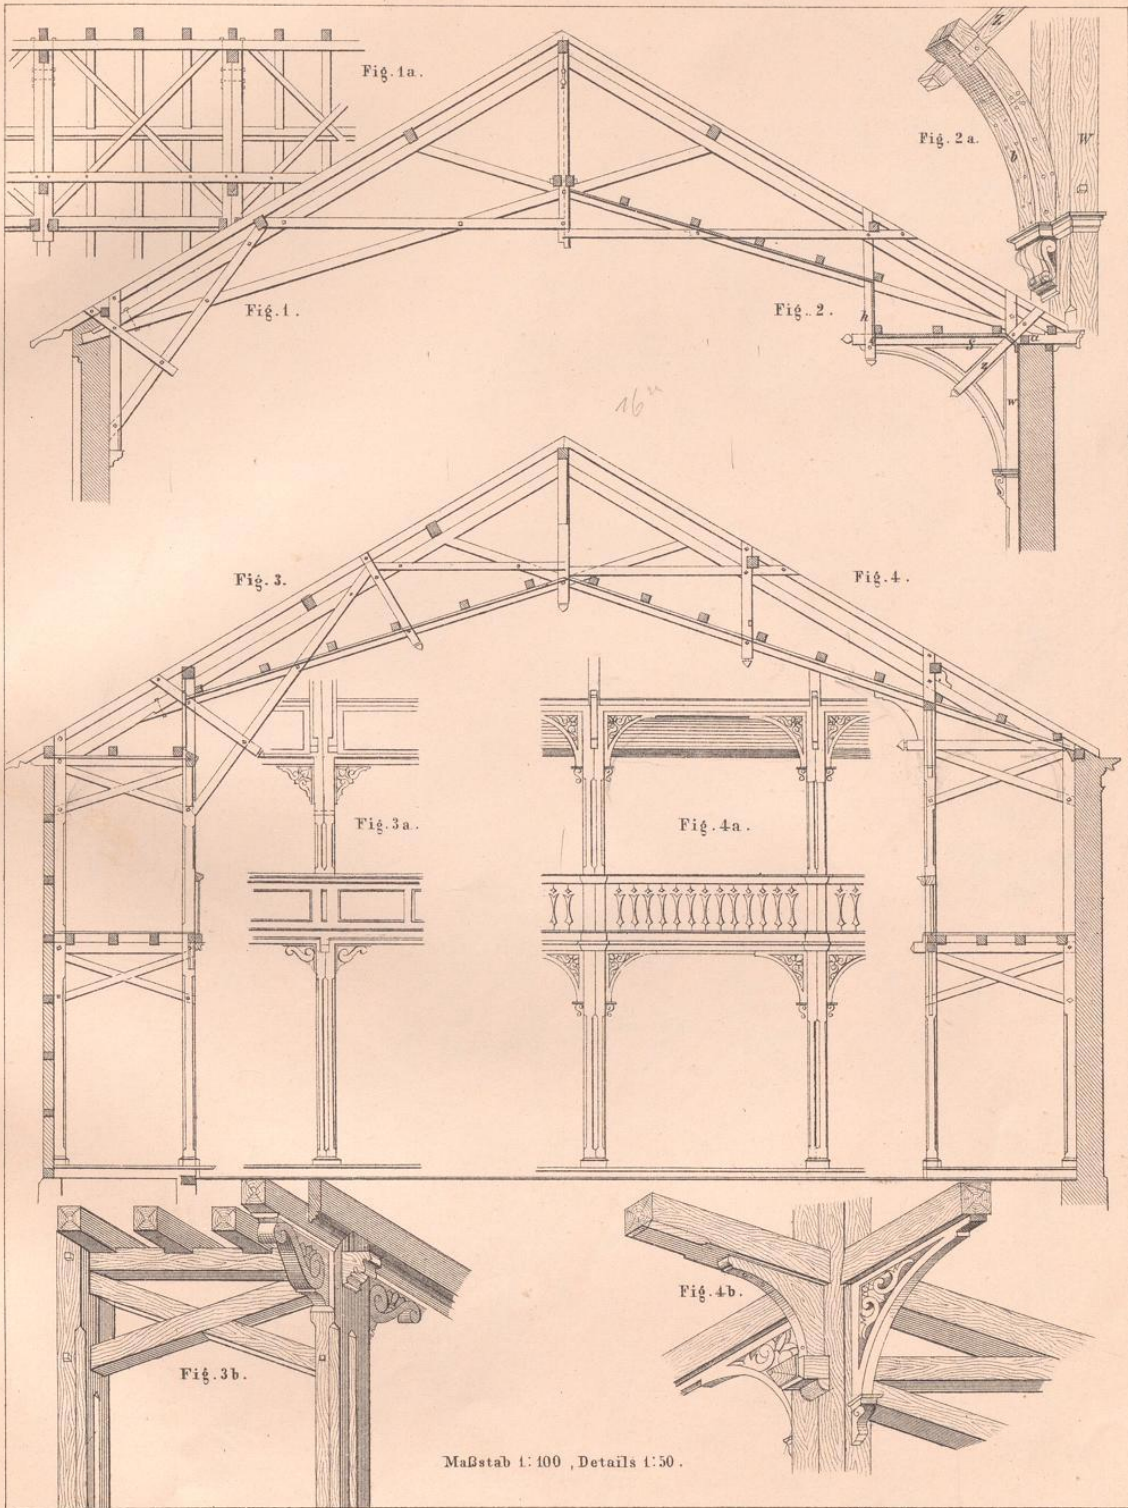 Fig. 1a.
Z
Fig. 2a.
b
W
Fig. 1.
Fig. 2.
h
S
a
z
w
16
Fig. 3.
Fig. 4.
Fig. 3a.
Fig. 4a.
Fig. 4b.
Fig. 3b.
Maßstab 1:100, Details 1:50.